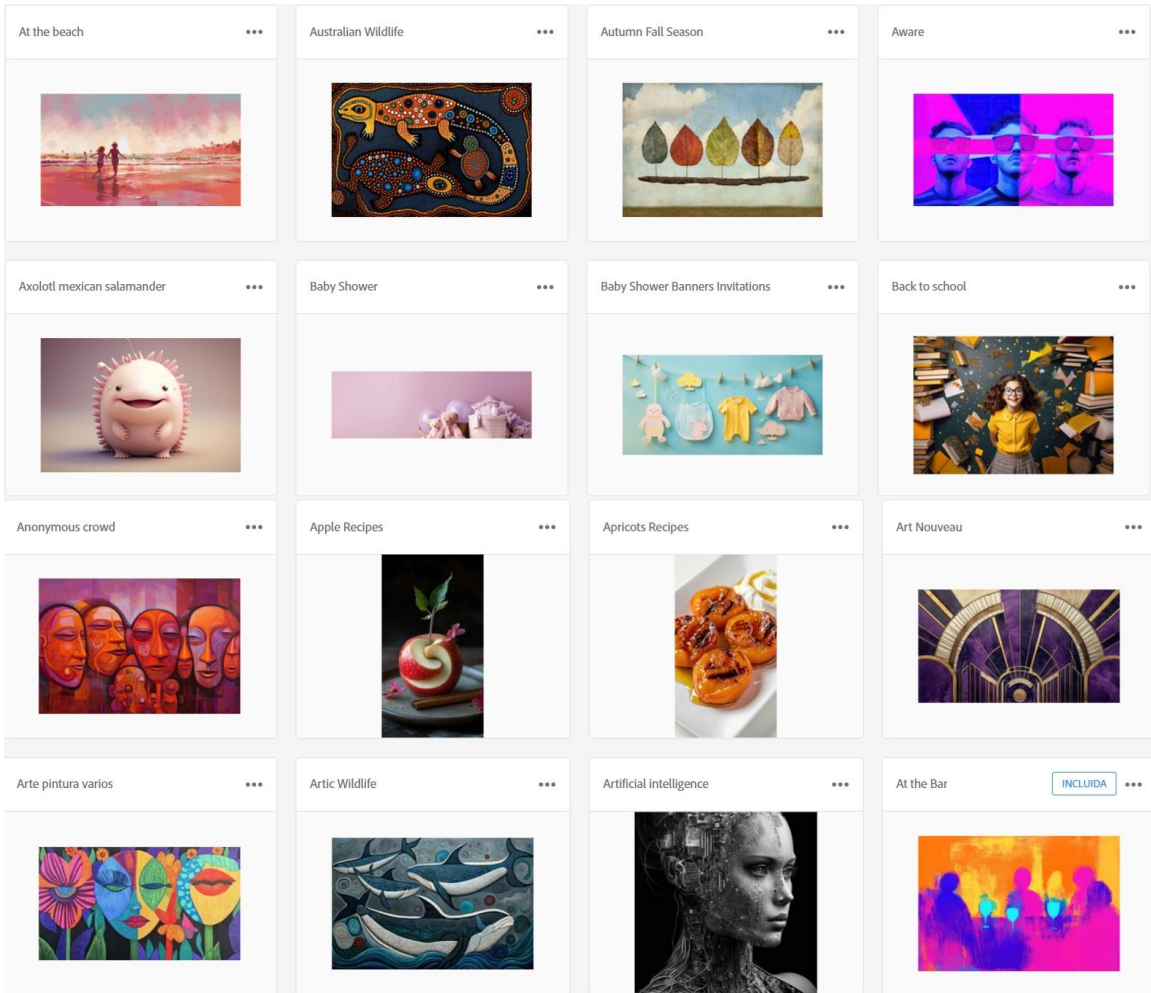 At the beach
Australian Wildlife
Autumn Fall Season
Aware
Axolotl mexican salamander
Baby Shower
Baby Shower Banners Invitations
Back to school
Anonymous crowd
Apple Recipes
Apricots Recipes
Art Nouveau
Arte pintura varios
Artic Wildlife
Artificial intelligence
At the Bar
INCLUIDA